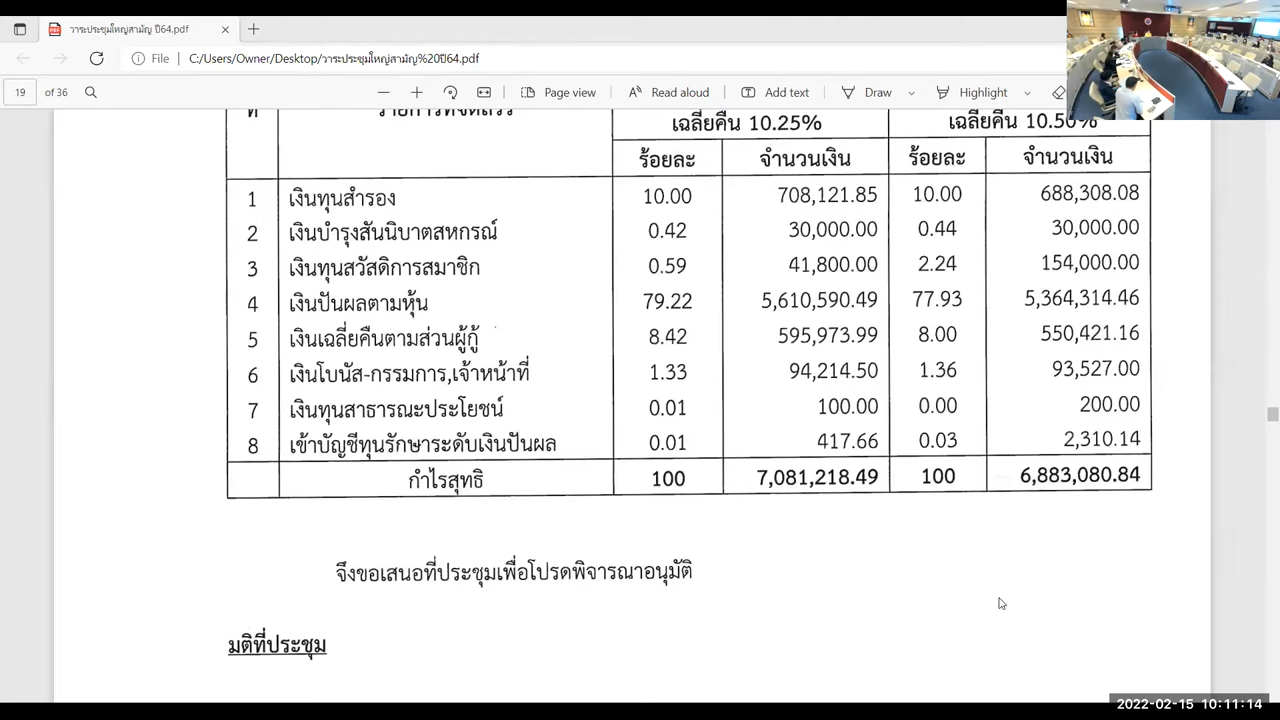 วาระประชุมใหญ่สามัญ ปี64.pdf
File C:/Users/Owner/Desktop/วาระประชุมใหญ่สามัญ%20ปี64.pdf
19 of 36 Page view Read aloud Add text Draw Highlight
ที่ รายการที่จัดสรร เฉลี่ยคืน 10.25% เฉลี่ยคืน 10.50%
ร้อยละ จำนวนเงิน ร้อยละ จำนวนเงิน
1 เงินทุนสำรอง 10.00 708,121.85 10.00 688,308.08
2 เงินบำรุงสันนิบาตสหกรณ์ 0.42 30,000.00 0.44 30,000.00
3 เงินทุนสวัสดิการสมาชิก 0.59 41,800.00 2.24 154,000.00
4 เงินปันผลตามหุ้น 79.22 5,610,590.49 77.93 5,364,314.46
5 เงินเฉลี่ยคืนตามส่วนผู้กู้ 8.42 595,973.99 8.00 550,421.16
6 เงินโบนัส-กรรมการ,เจ้าหน้าที่ 1.33 94,214.50 1.36 93,527.00
7 เงินทุนสาธารณะประโยชน์ 0.01 100.00 0.00 200.00
8 เข้าบัญชีทุนรักษาระดับเงินปันผล 0.01 417.66 0.03 2,310.14
กำไรสุทธิ 100 7,081,218.49 100 6,883,080.84
จึงขอเสนอที่ประชุมเพื่อโปรดพิจารณาอนุมัติ
มติที่ประชุม
2022-02-15 10:11:14